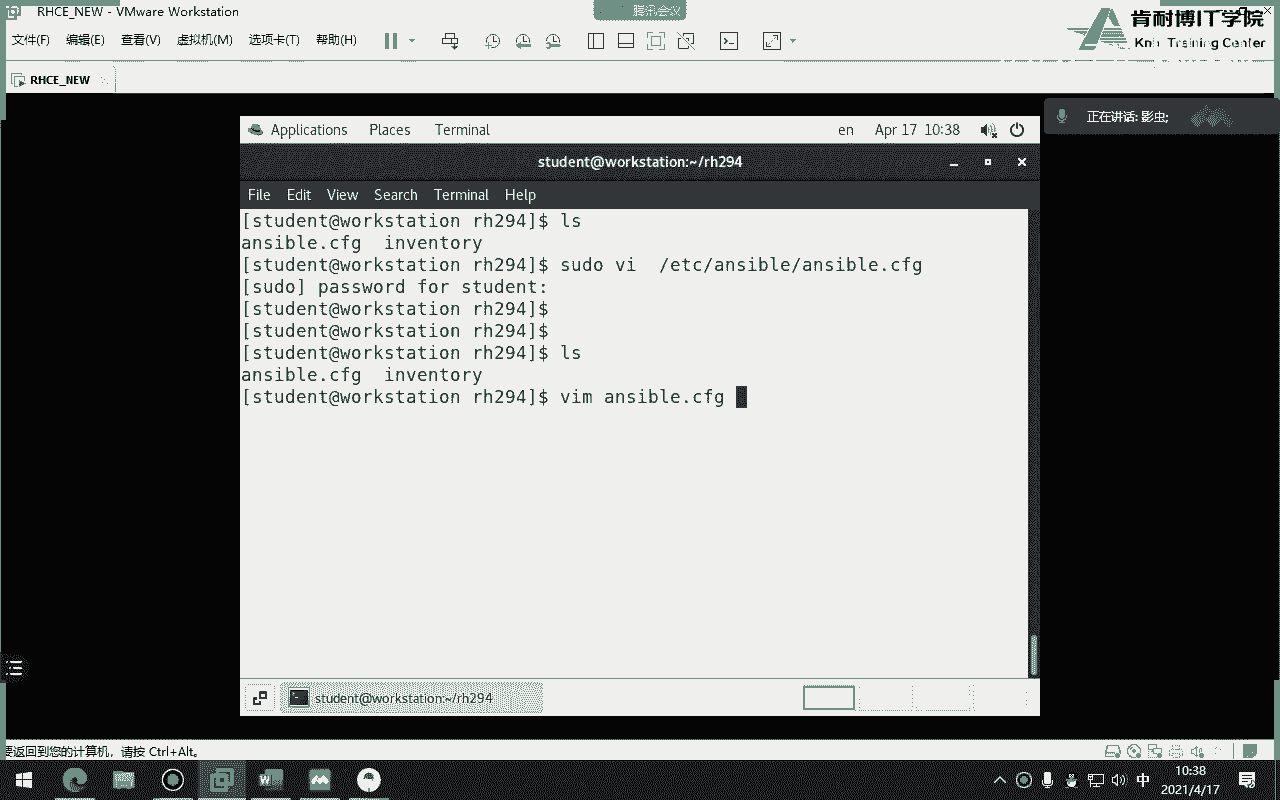 RHCE_NEW - VMware Workstation
腾讯会议
肯耐博IT学院
Knb Training Center
文件(F) 编辑(E) 查看(V) 虚拟机(M) 选项卡(T) 帮助(H)
RHCE_NEW
正在讲话: 影虫;
Applications Places Terminal en Apr 17 10:38
student@workstation:~/rh294
File Edit View Search Terminal Help
[student@workstation rh294]$ ls
ansible.cfg inventory
[student@workstation rh294]$ sudo vi /etc/ansible/ansible.cfg
[sudo] password for student:
[student@workstation rh294]$
[student@workstation rh294]$
[student@workstation rh294]$ ls
ansible.cfg inventory
[student@workstation rh294]$ vim ansible.cfg
student@workstation:~/rh294
要返回到您的计算机，请按 Ctrl+Alt。
中
10:38
2021/4/17